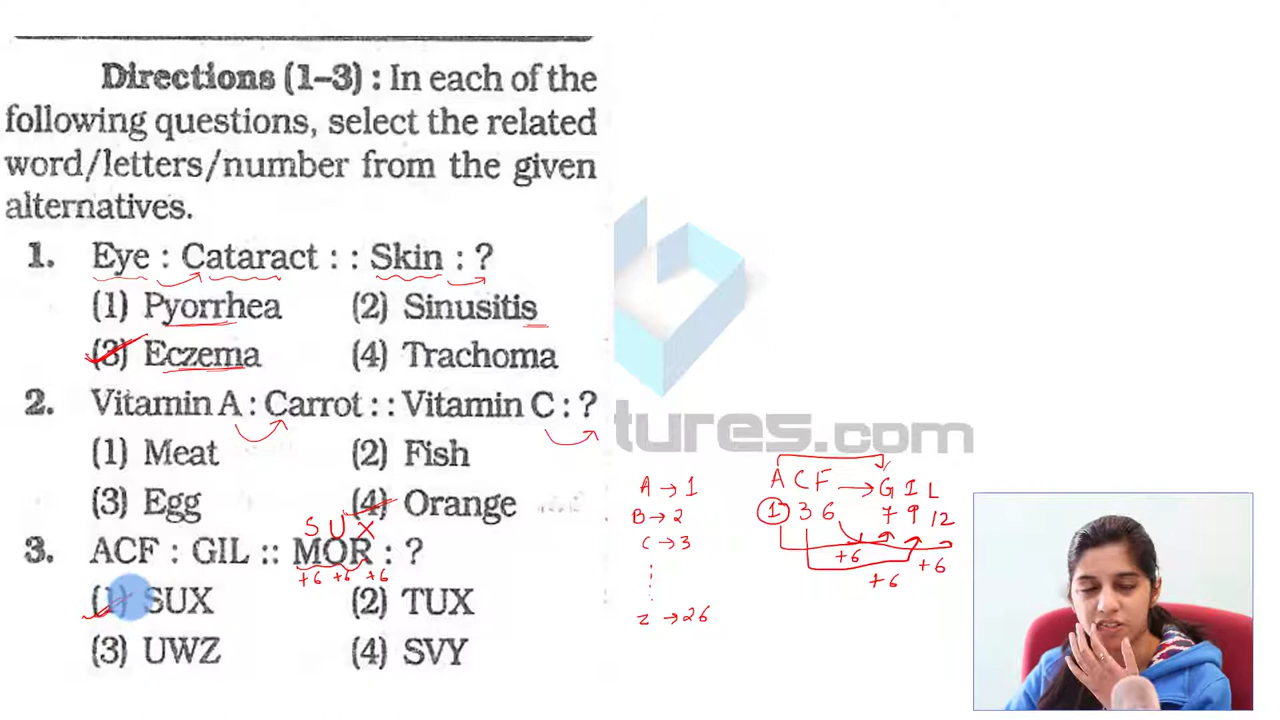 Directions (1–3) : In each of the
following questions, select the related
word/letters/number from the given
alternatives.
1. Eye : Cataract : : Skin : ?
(1) Pyorrhea (2) Sinusitis
(3) Eczema (4) Trachoma
2. Vitamin A : Carrot : : Vitamin C : ?
(1) Meat (2) Fish
(3) Egg (4) Orange
S U X
3. ACF : GIL :: MOR : ?
+6 +6 +6
(1) SUX (2) TUX
(3) UWZ (4) SVY
tures.com
A → 1
B → 2
C → 3
Z → 26
A C F → G I L
1 3 6 7 9 12
+6 +6
+6